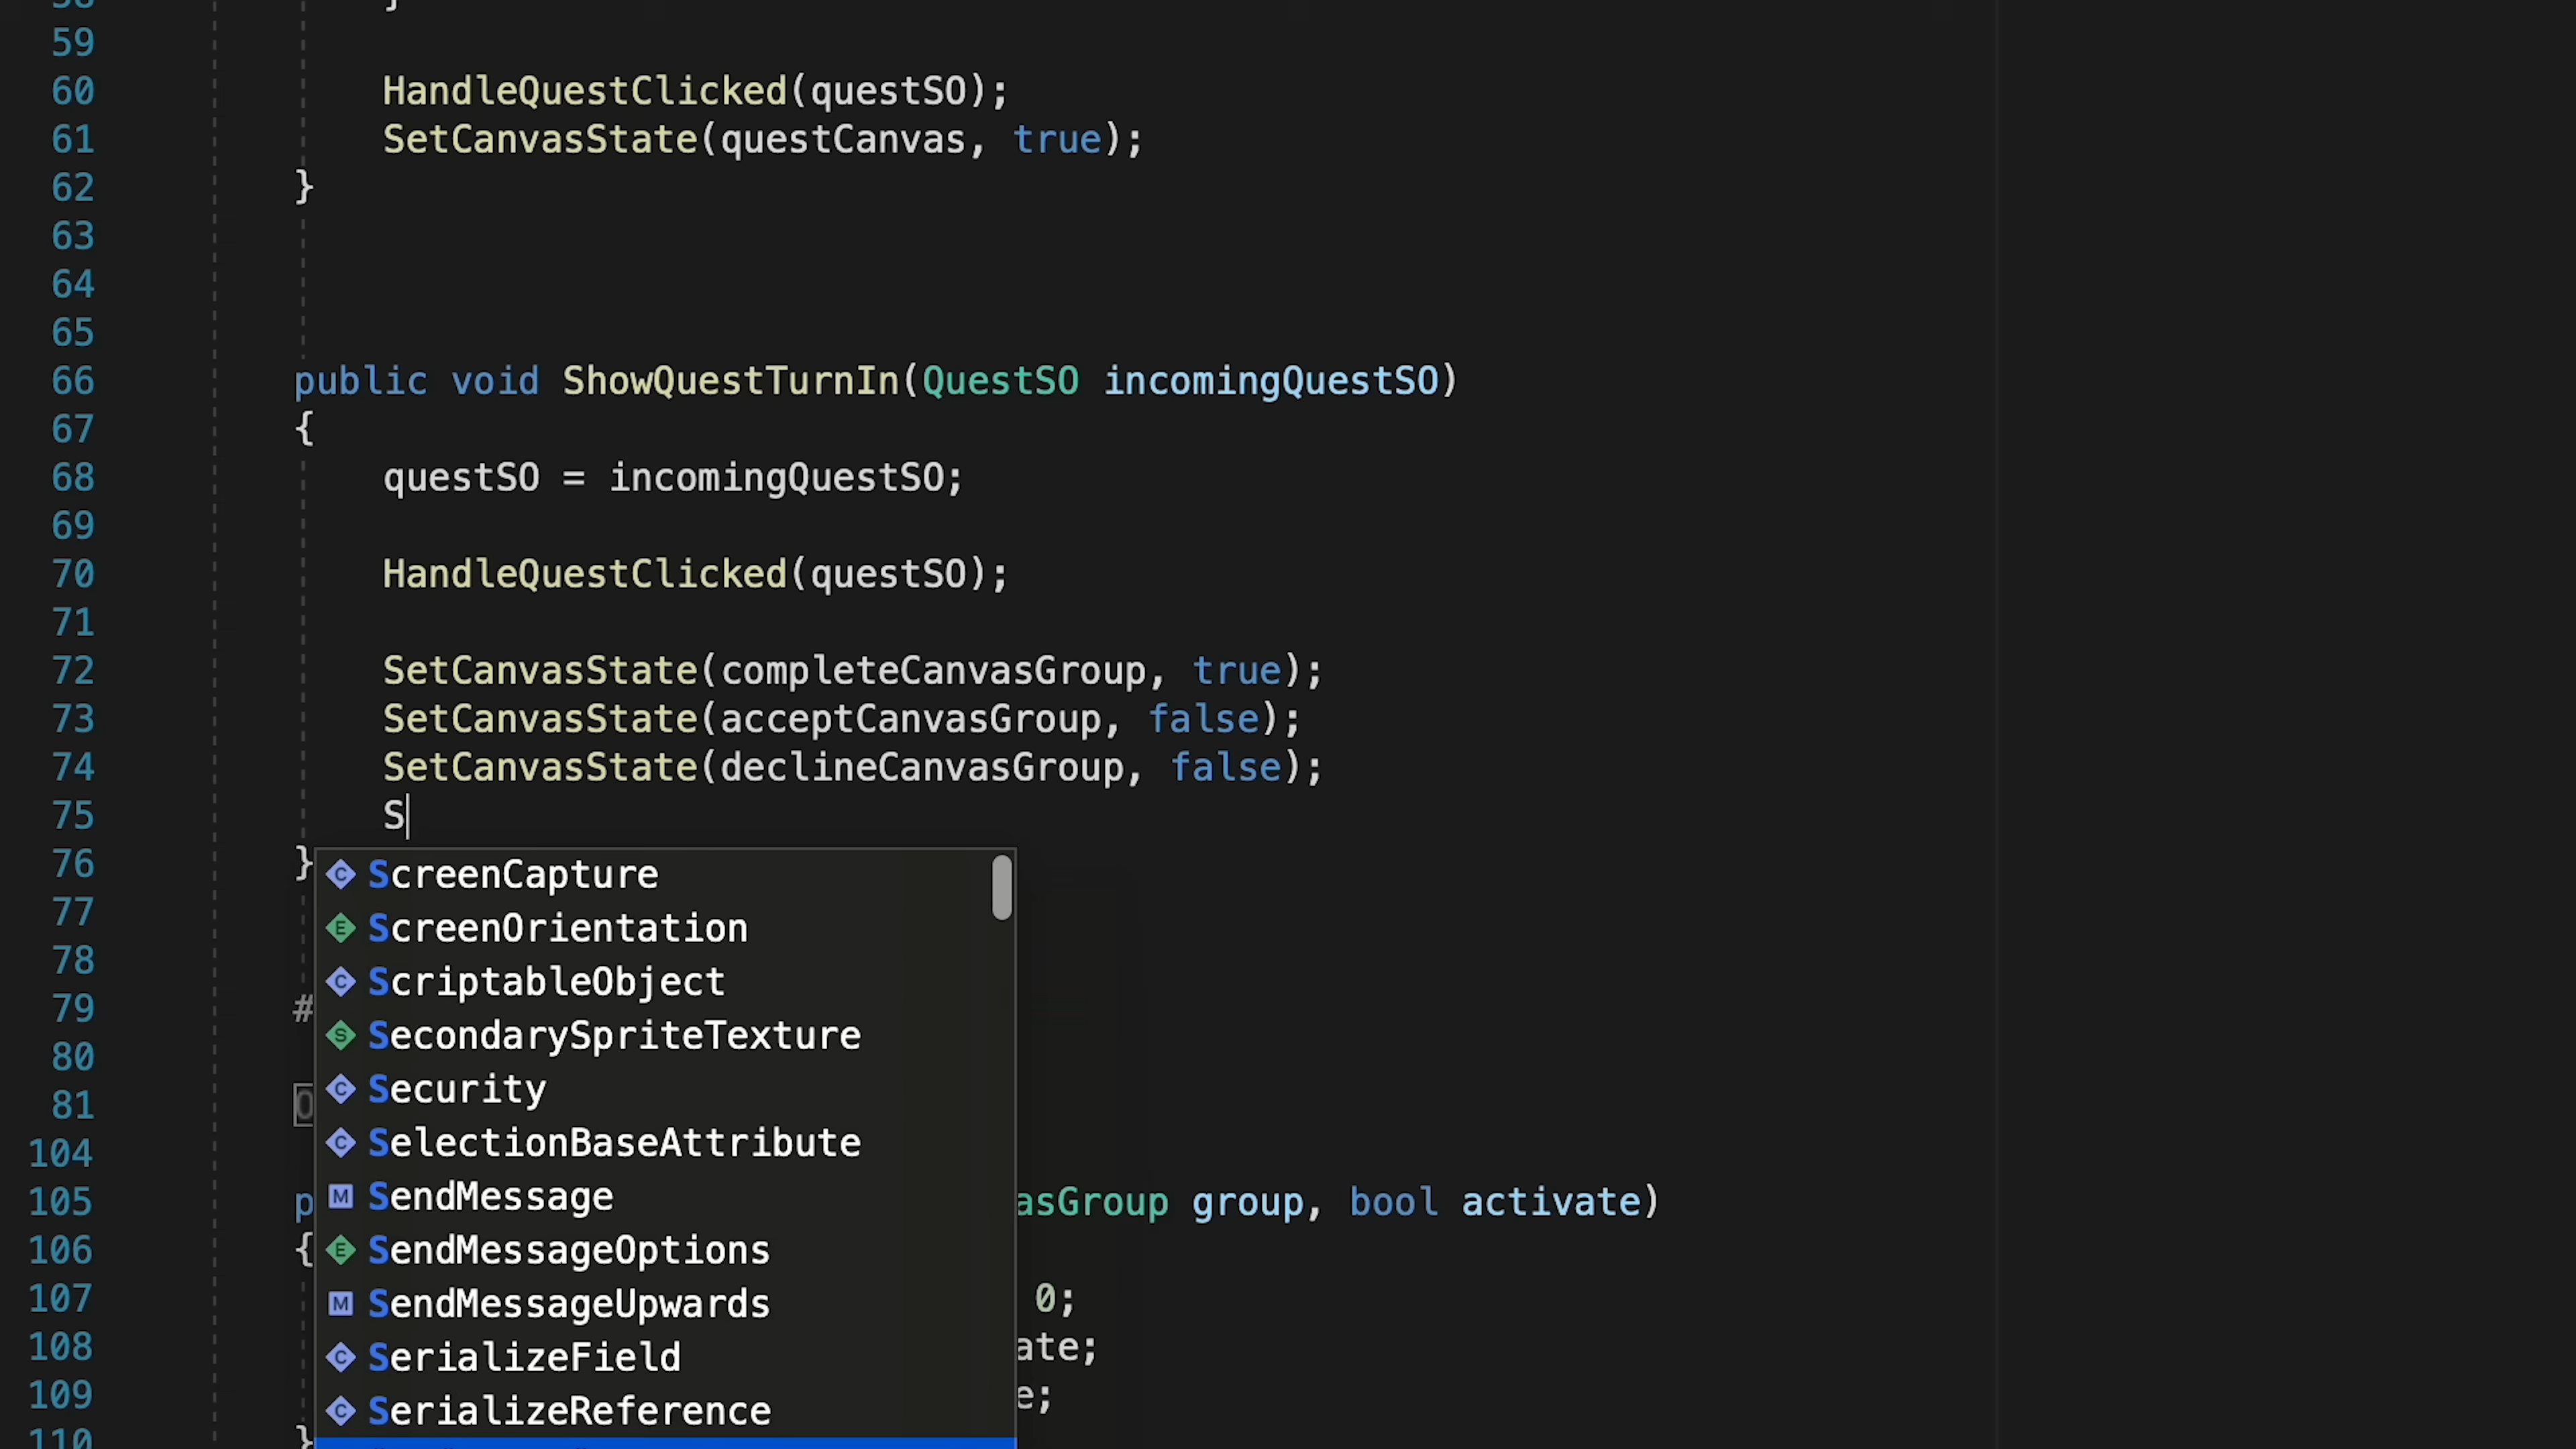 58 }
59
60 HandleQuestClicked(questSO);
61 SetCanvasState(questCanvas, true);
62 }
63
64
65
66 public void ShowQuestTurnIn(QuestSO incomingQuestSO)
67 {
68 questSO = incomingQuestSO;
69
70 HandleQuestClicked(questSO);
71
72 SetCanvasState(completeCanvasGroup, true);
73 SetCanvasState(acceptCanvasGroup, false);
74 SetCanvasState(declineCanvasGroup, false);
75 S
76 }
C ScreenCapture
77
E ScreenOrientation
78
C ScriptableObject
79 #
S SecondarySpriteTexture
80
C Security
81
C SelectionBaseAttribute
104
M SendMessage
105 p asGroup group, bool activate)
106 {
E SendMessageOptions
107 0;
M SendMessageUpwards
108 ate;
C SerializeField
109 e;
C SerializeReference
110 }